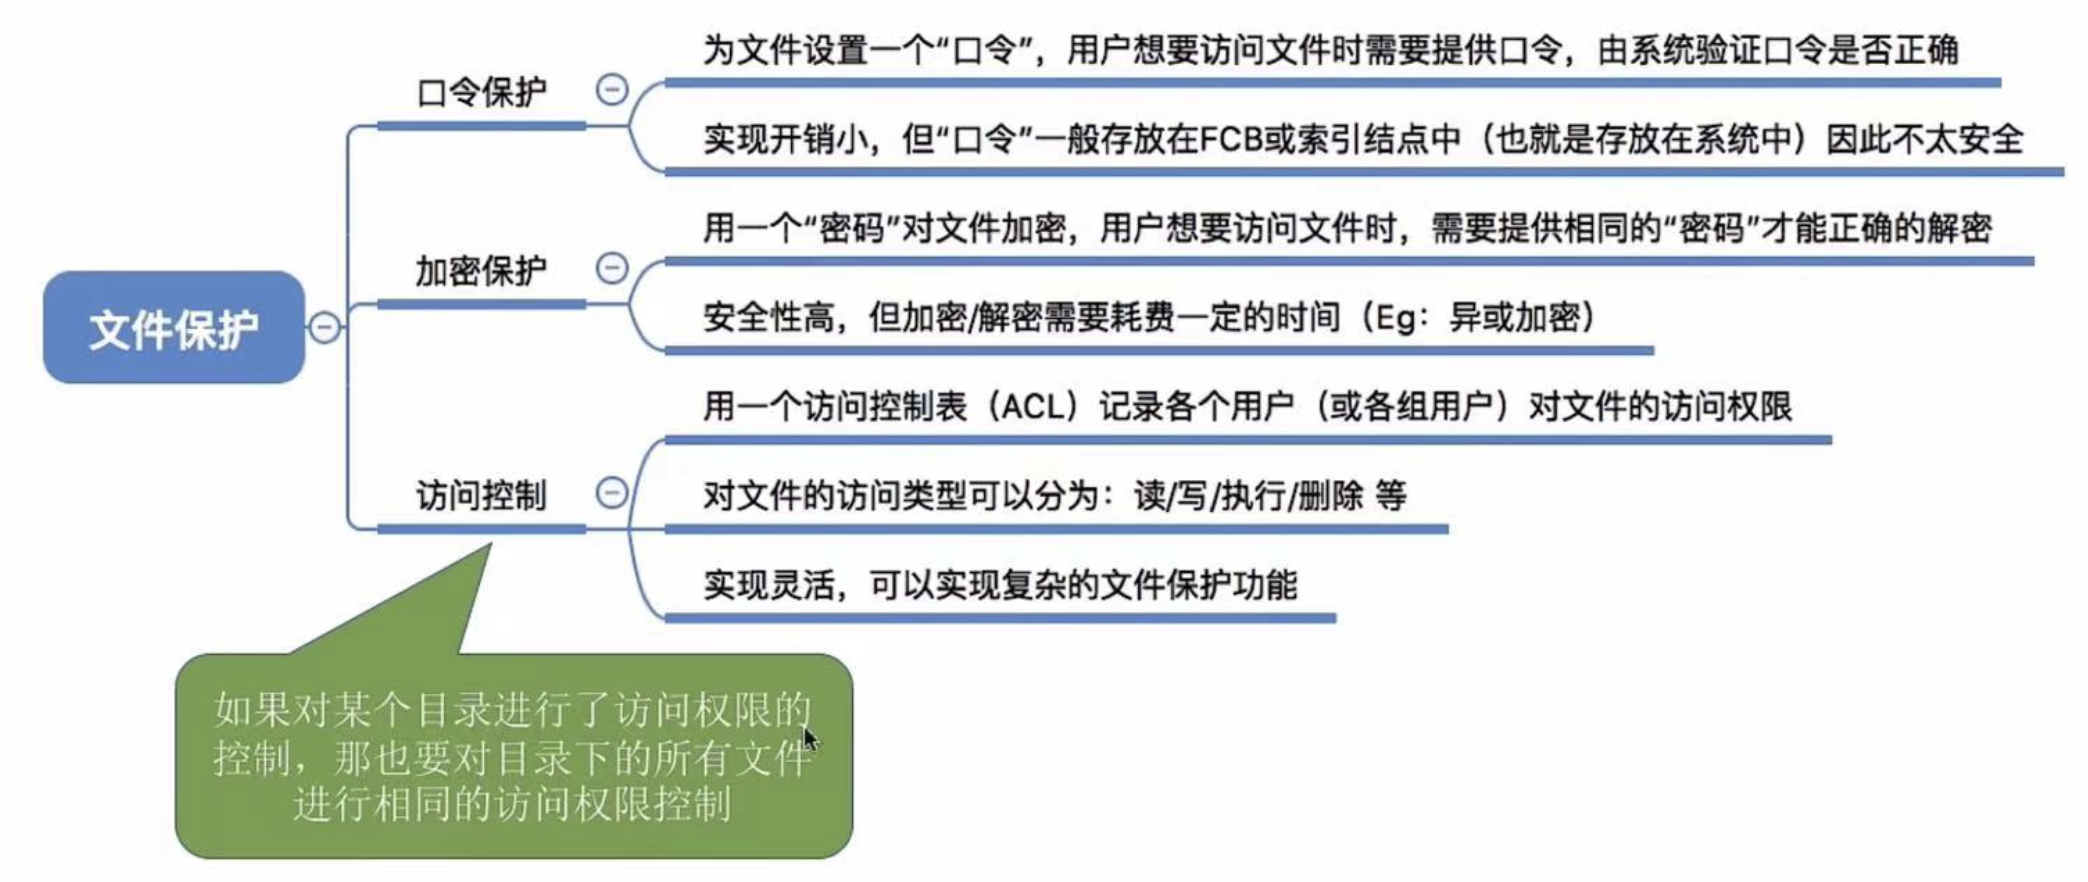 文件保护
口令保护
为文件设置一个“口令”，用户想要访问文件时需要提供口令，由系统验证口令是否正确
实现开销小，但“口令”一般存放在FCB或索引结点中（也就是存放在系统中）因此不太安全
加密保护
用一个“密码”对文件加密，用户想要访问文件时，需要提供相同的“密码”才能正确的解密
安全性高，但加密/解密需要耗费一定的时间（Eg：异或加密）
访问控制
用一个访问控制表（ACL）记录各个用户（或各组用户）对文件的访问权限
对文件的访问类型可以分为：读/写/执行/删除 等
实现灵活，可以实现复杂的文件保护功能
如果对某个目录进行了访问权限的
控制，那也要对目录下的所有文件
进行相同的访问权限控制